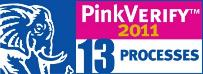 PinkVERIFY™
2011
13 PROCESSES